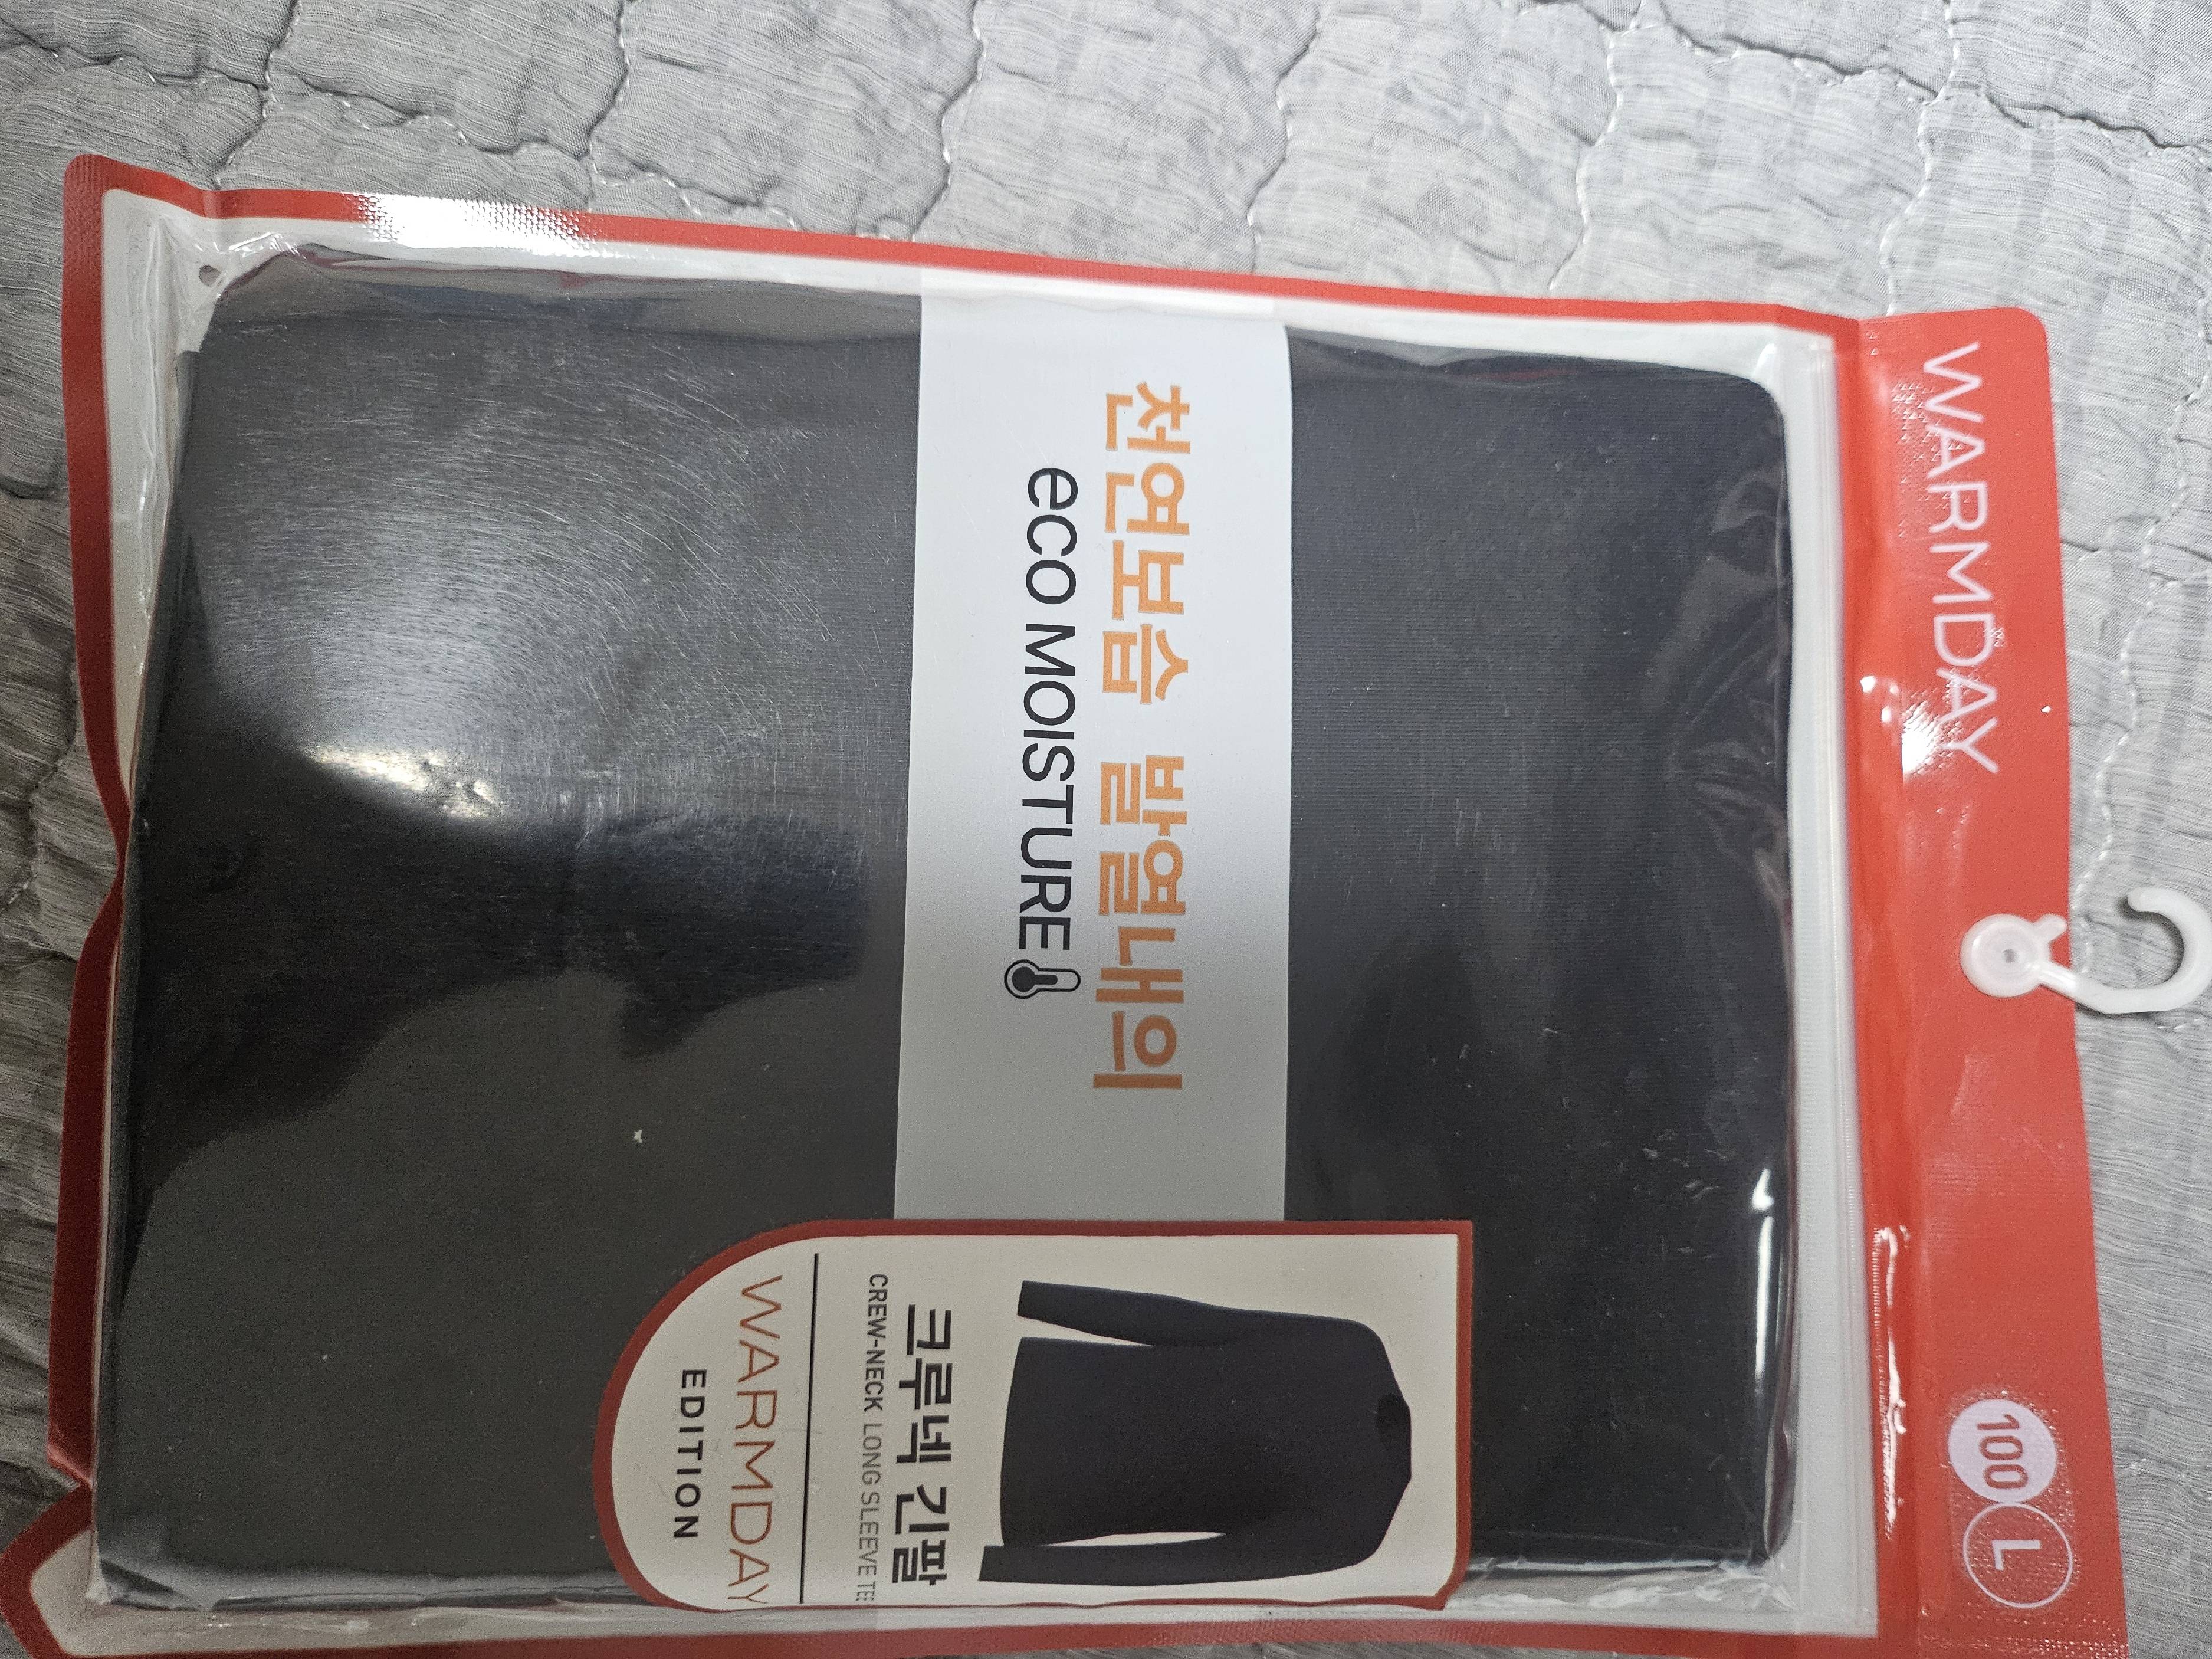 WARMDAY
100 L
천연보습 발열내의
eco MOISTURE
크루넥 긴팔
CREW-NECK LONG SLEEVE TEE
WARMDAY
EDITION